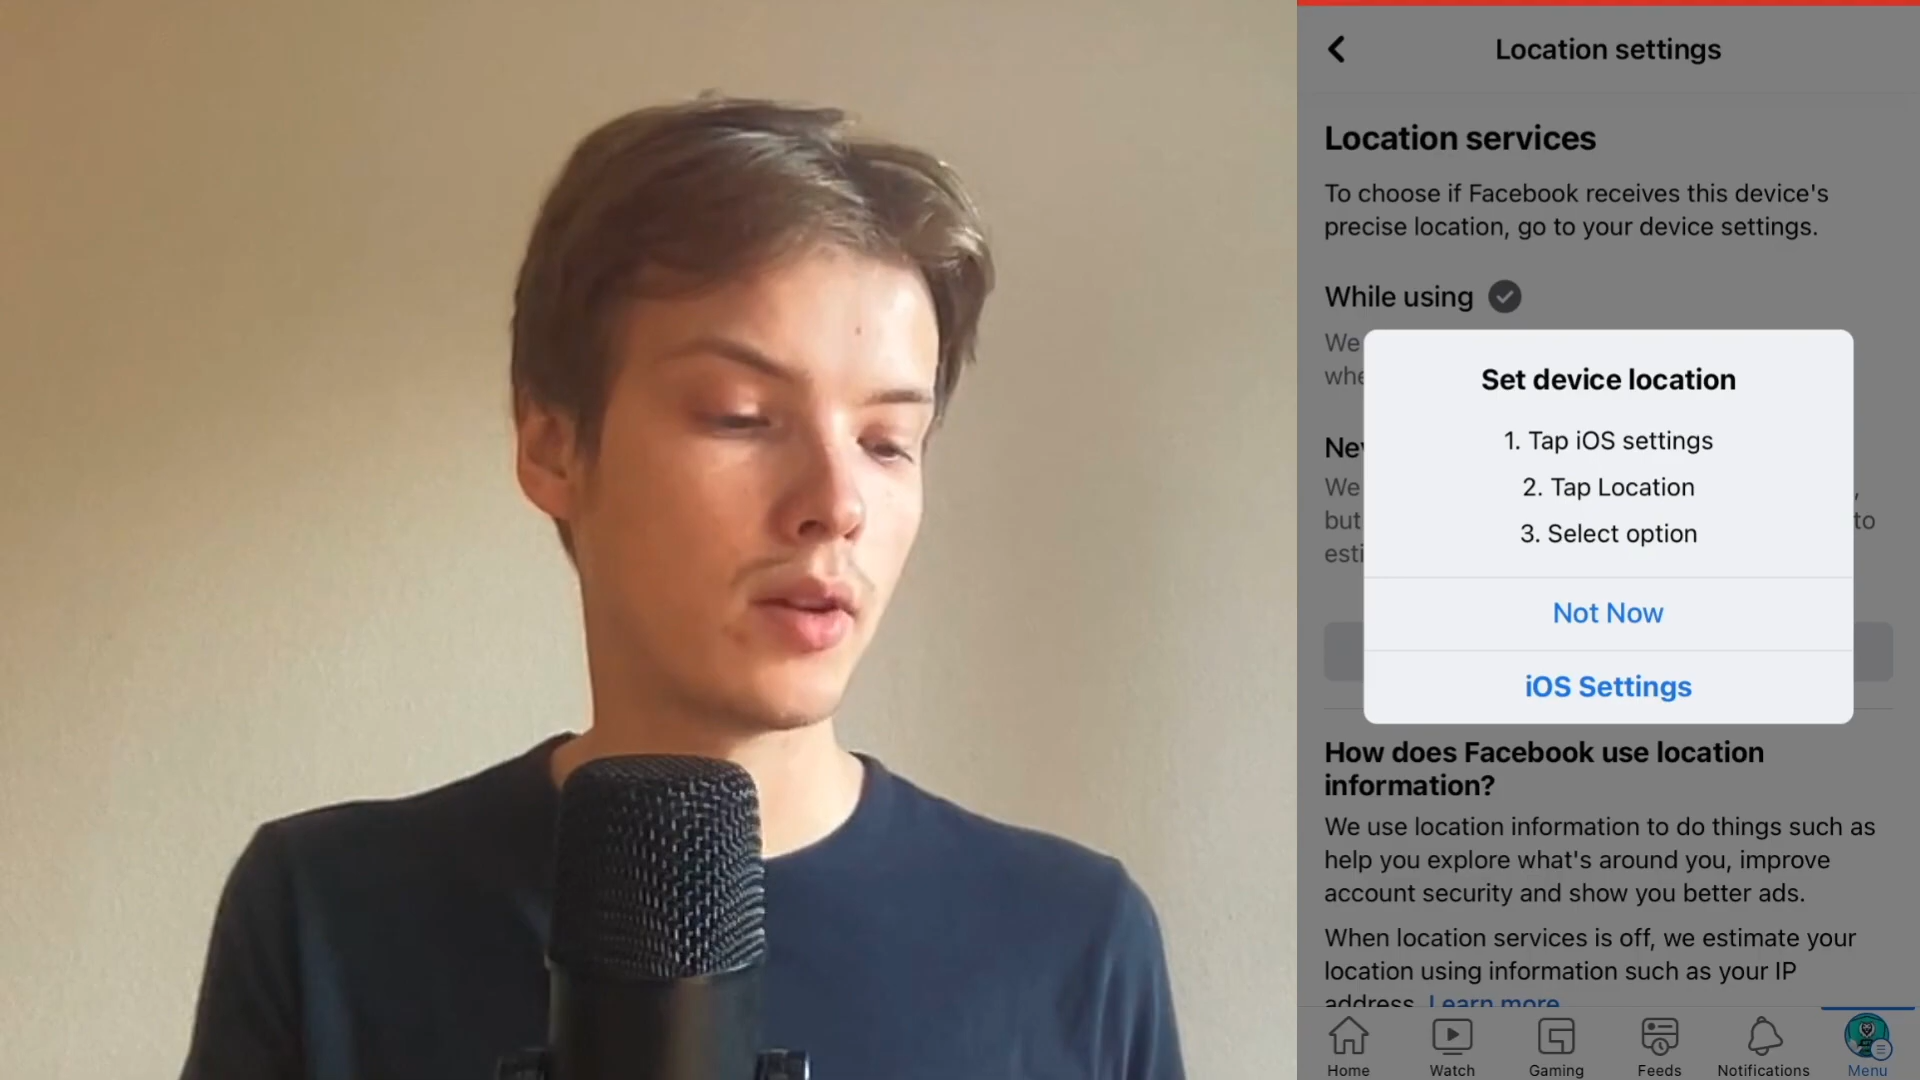 Location settings
Location services
To choose if Facebook receives this device's
precise location, go to your device settings.
While using
We
whe
Set device location
1. Tap iOS settings
2. Tap Location
3. Select option
Not Now
iOS Settings
We
but
to
esti
How does Facebook use location
information?
We use location information to do things such as
help you explore what's around you, improve
account security and show you better ads.
When location services is off, we estimate your
location using information such as your IP
address. Learn more
Home
Watch
Gaming
Feeds
Notifications
Menu